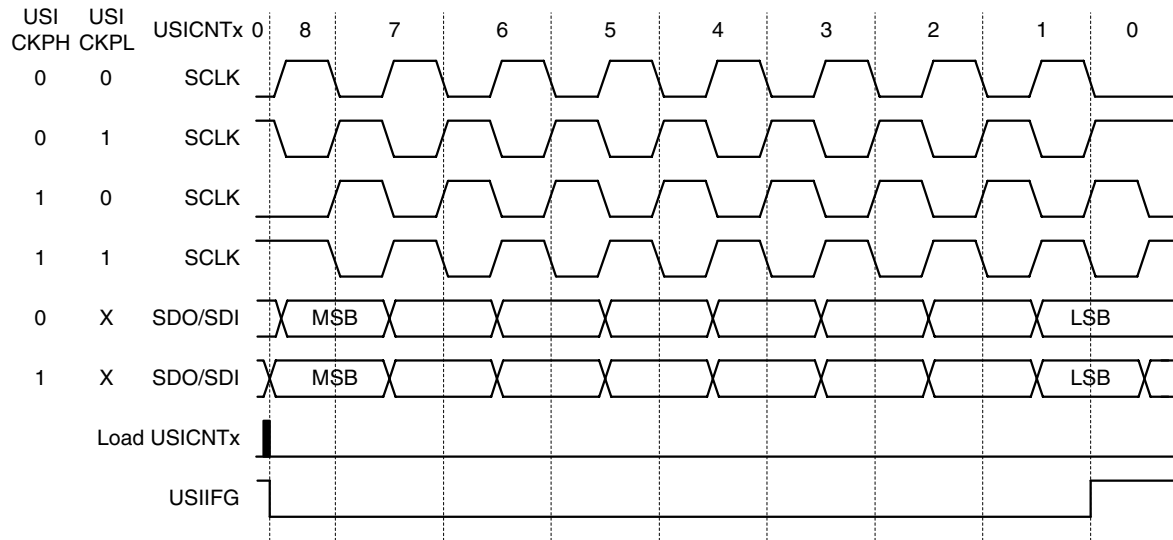 USI USI
CKPH CKPL USICNTx 0 8 7 6 5 4 3 2 1 0
0 0 SCLK
0 1 SCLK
1 0 SCLK
1 1 SCLK
0 X SDO/SDI MSB LSB
1 X SDO/SDI MSB LSB
Load USICNTx
USIIFG